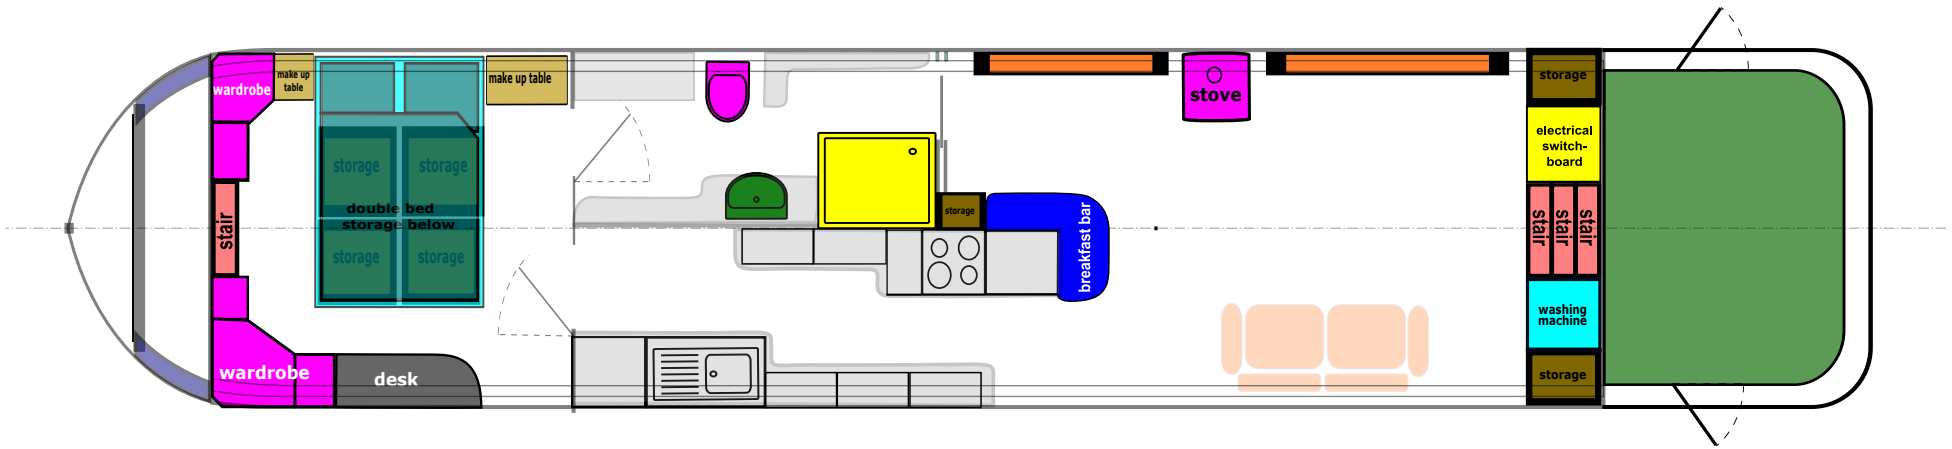 wardrobe
make up
table
make up table
storage
storage
double bed
storage below
storage
storage
stair
wardrobe
desk
storage
breakfast bar
stove
storage
electrical
switch-
board
stair
stair
stair
washing
machine
storage